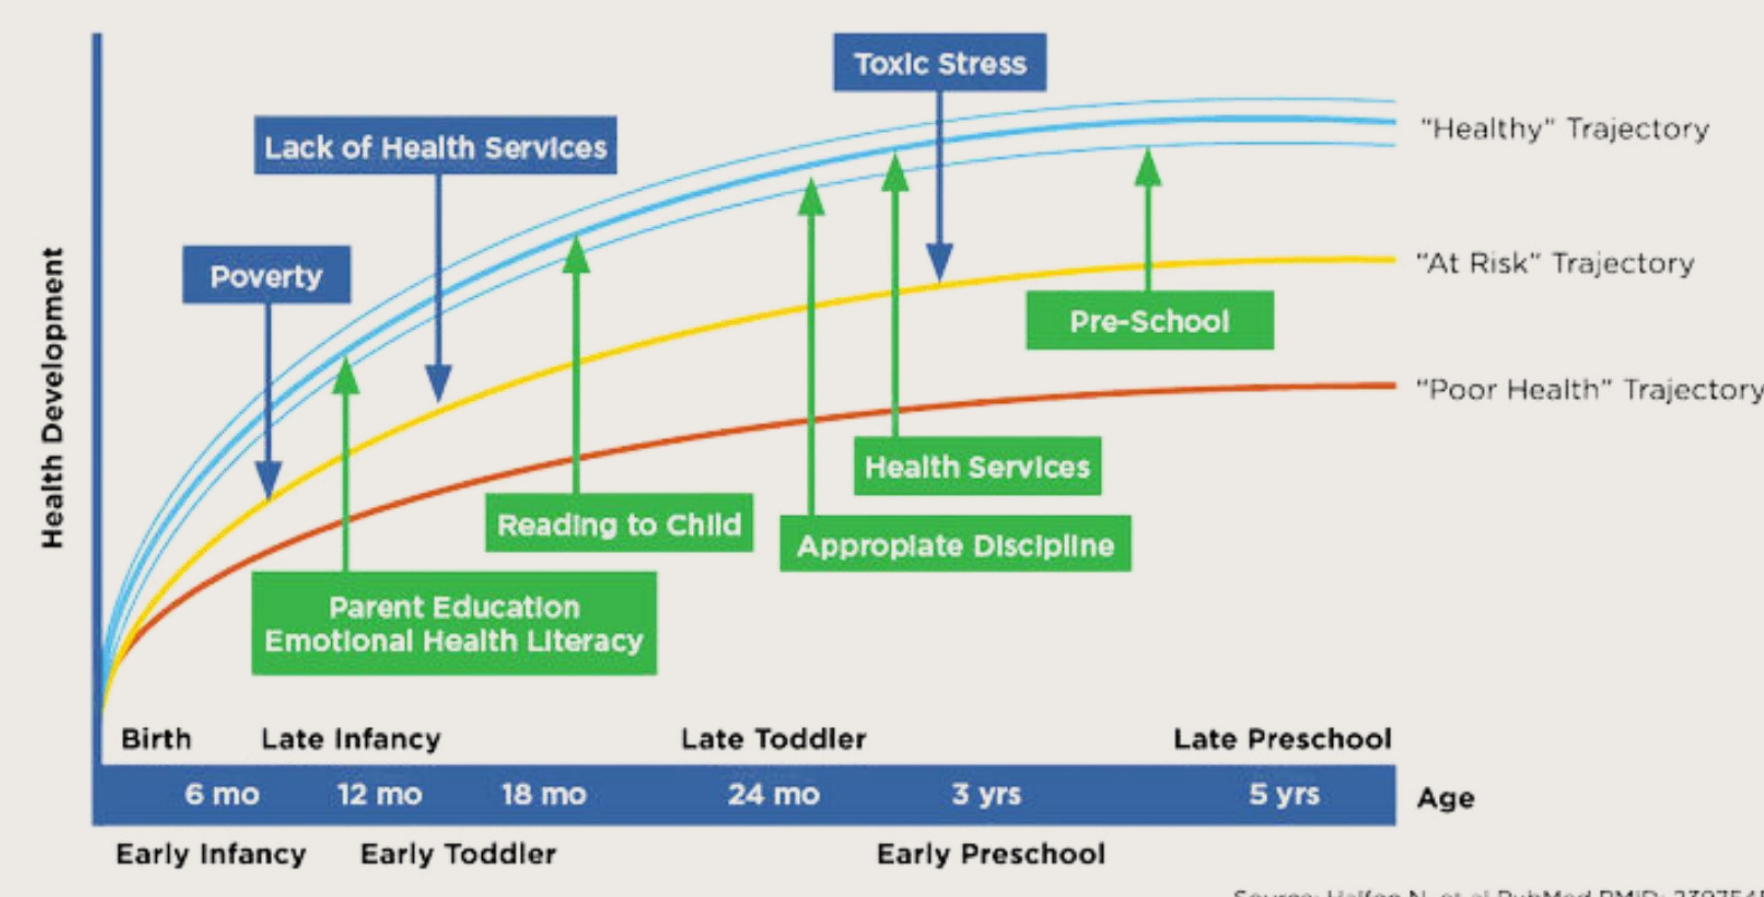 Toxic Stress
"Healthy" Trajectory
Lack of Health Services
"At Risk" Trajectory
Poverty
Pre-School
"Poor Health" Trajectory
Health Development
Health Services
Reading to Child
Appropiate Discipline
Parent Education
Emotional Health Literacy
Birth Late Infancy Late Toddler Late Preschool
6 mo 12 mo 18 mo 24 mo 3 yrs 5 yrs Age
Early Infancy Early Toddler Early Preschool